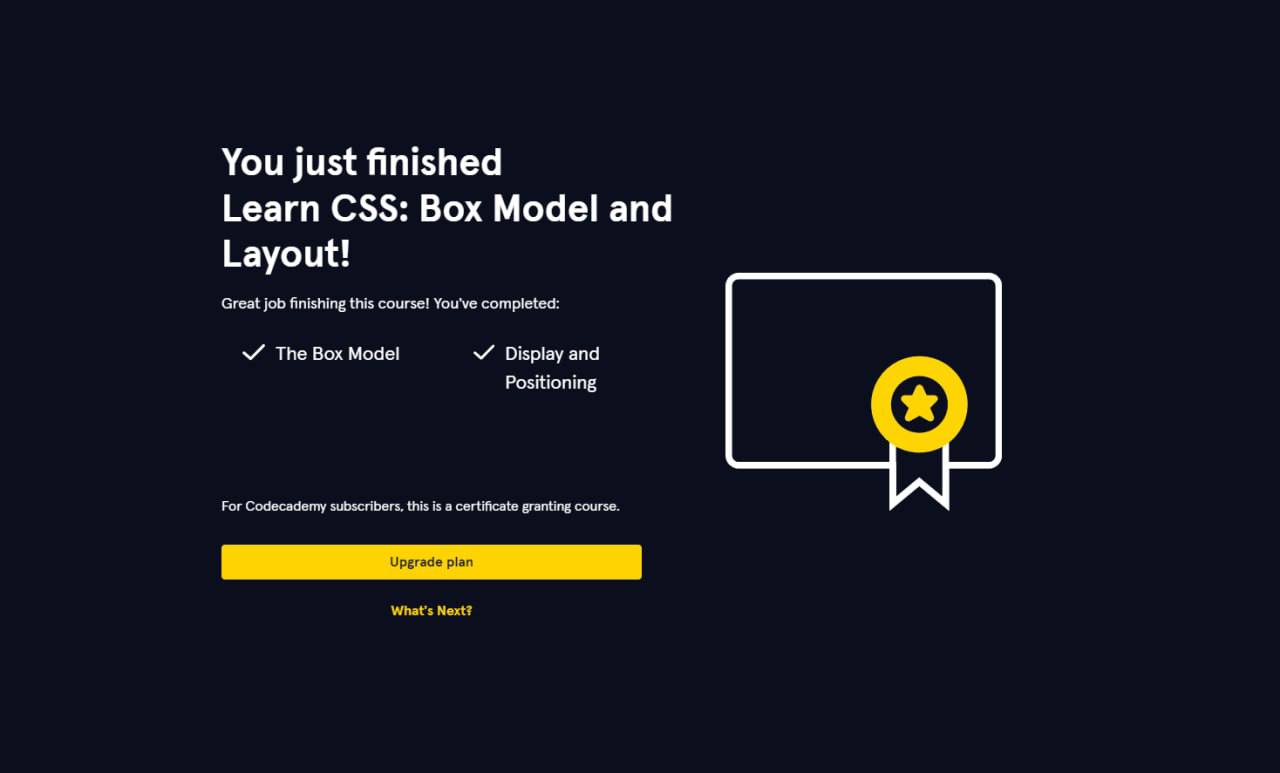 You just finished
Learn CSS: Box Model and
Layout!
Great job finishing this course! You've completed:
The Box Model
Display and
Positioning
For Codecademy subscribers, this is a certificate granting course.
Upgrade plan
What's Next?